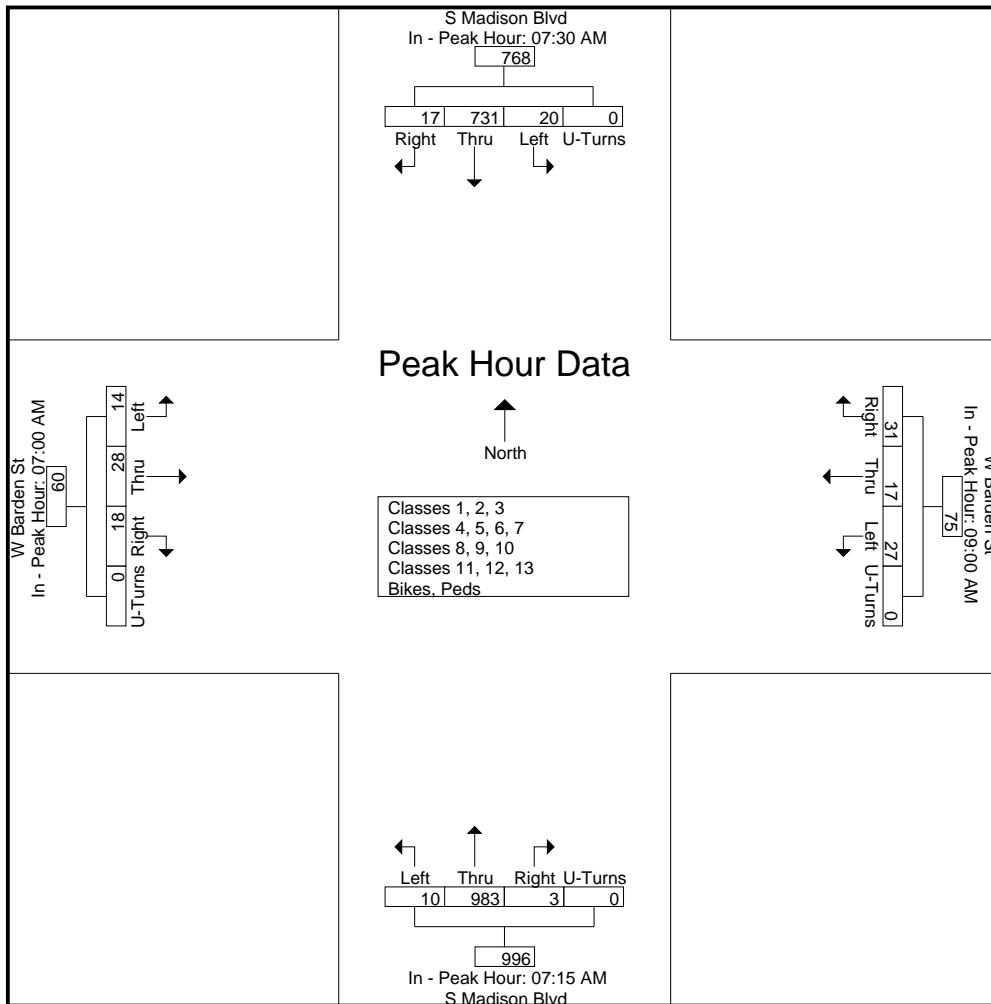 S Madison Blvd
In - Peak Hour: 07:30 AM
768
17 731 20 0
Right Thru Left U-Turns
Peak Hour Data
North
W Barden St
In - Peak Hour: 07:00 AM
60
14 28 18 0
Left Thru Right U-Turns
Classes 1, 2, 3
Classes 4, 5, 6, 7
Classes 8, 9, 10
Classes 11, 12, 13
Bikes, Peds
W Barden St
In - Peak Hour: 09:00 AM
75
31 17 27 0
Right Thru Left U-Turns
Left Thru Right U-Turns
10 983 3 0
996
In - Peak Hour: 07:15 AM
S Madison Blvd